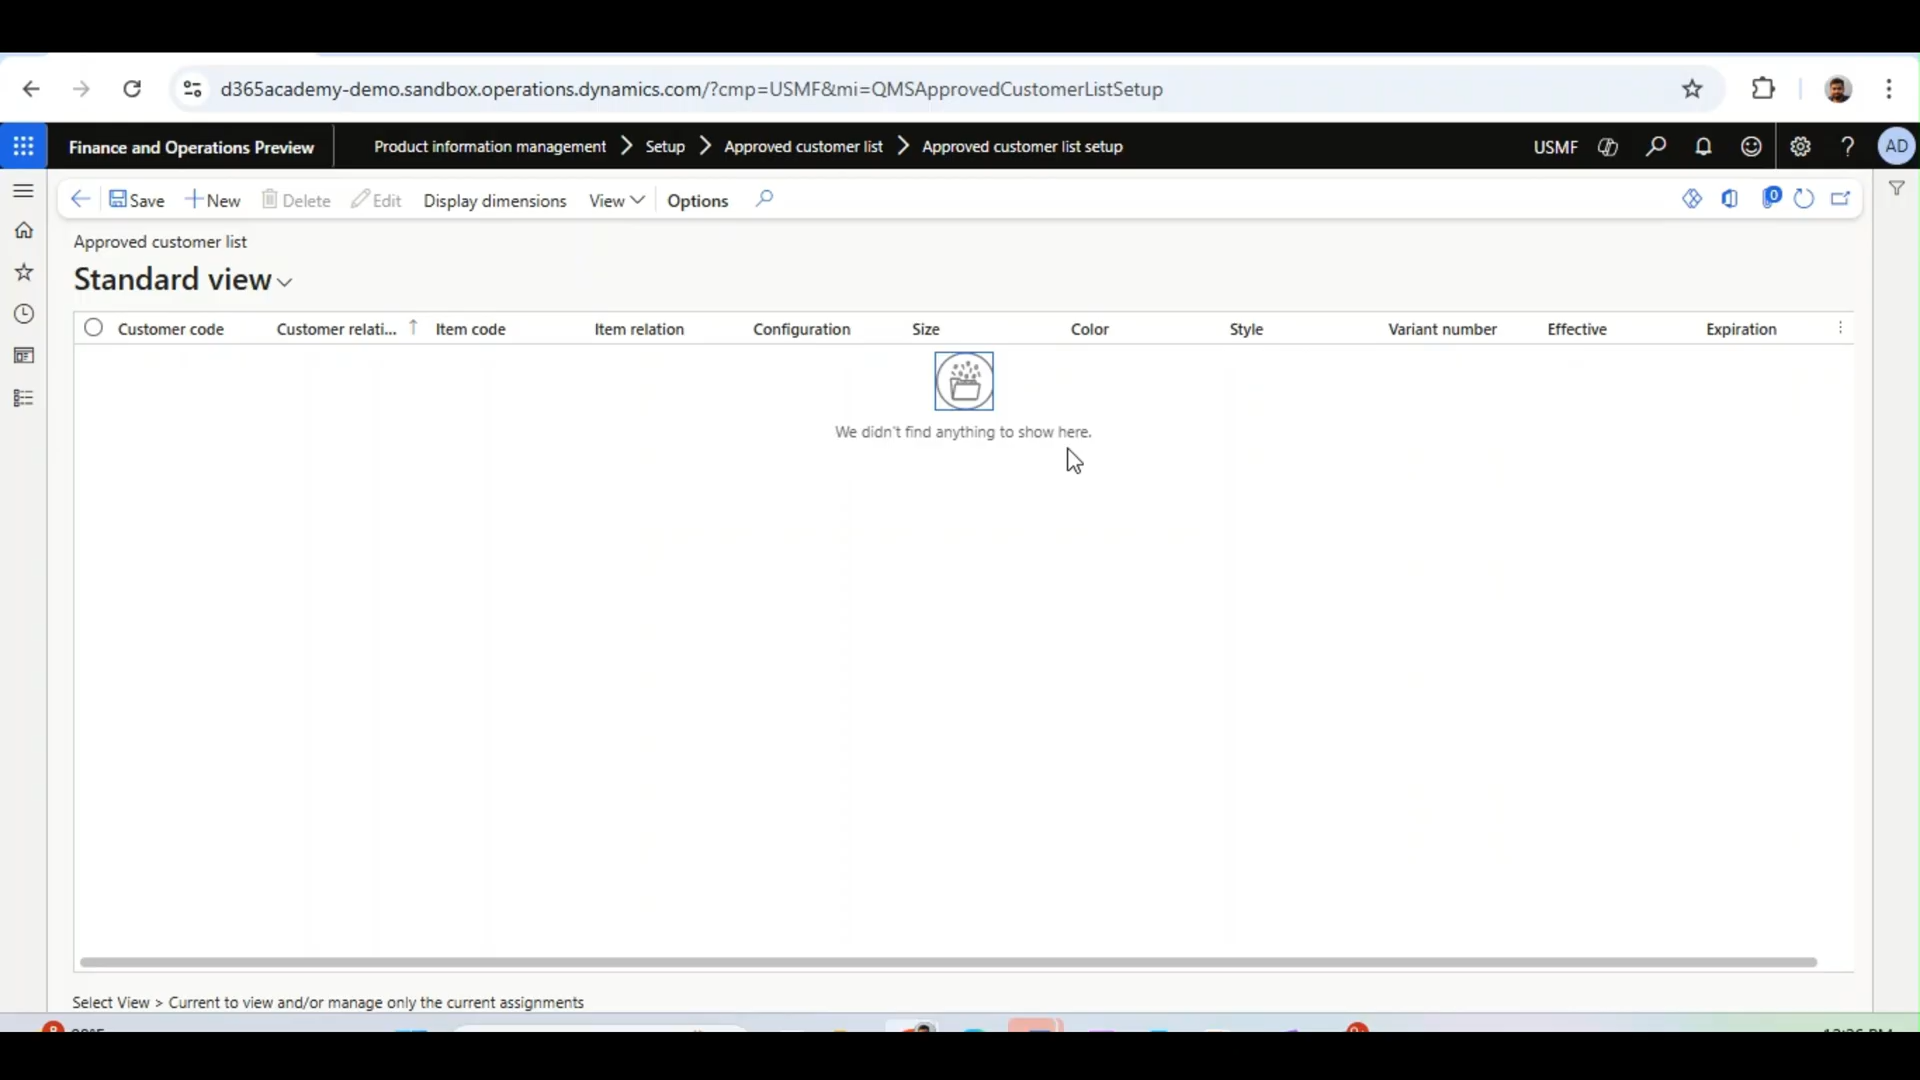 d365academy-demo.sandbox.operations.dynamics.com/?cmp=USMF&mi=QMSApprovedCustomerListSetup
Finance and Operations Preview
Product information management > Setup > Approved customer list > Approved customer list setup
USMF
? AD
Save + New Delete Edit Display dimensions View Options
0
Approved customer list
Standard view
Customer code Customer relati... ↑ Item code Item relation Configuration Size Color Style Variant number Effective Expiration
We didn't find anything to show here.
Select View > Current to view and/or manage only the current assignments